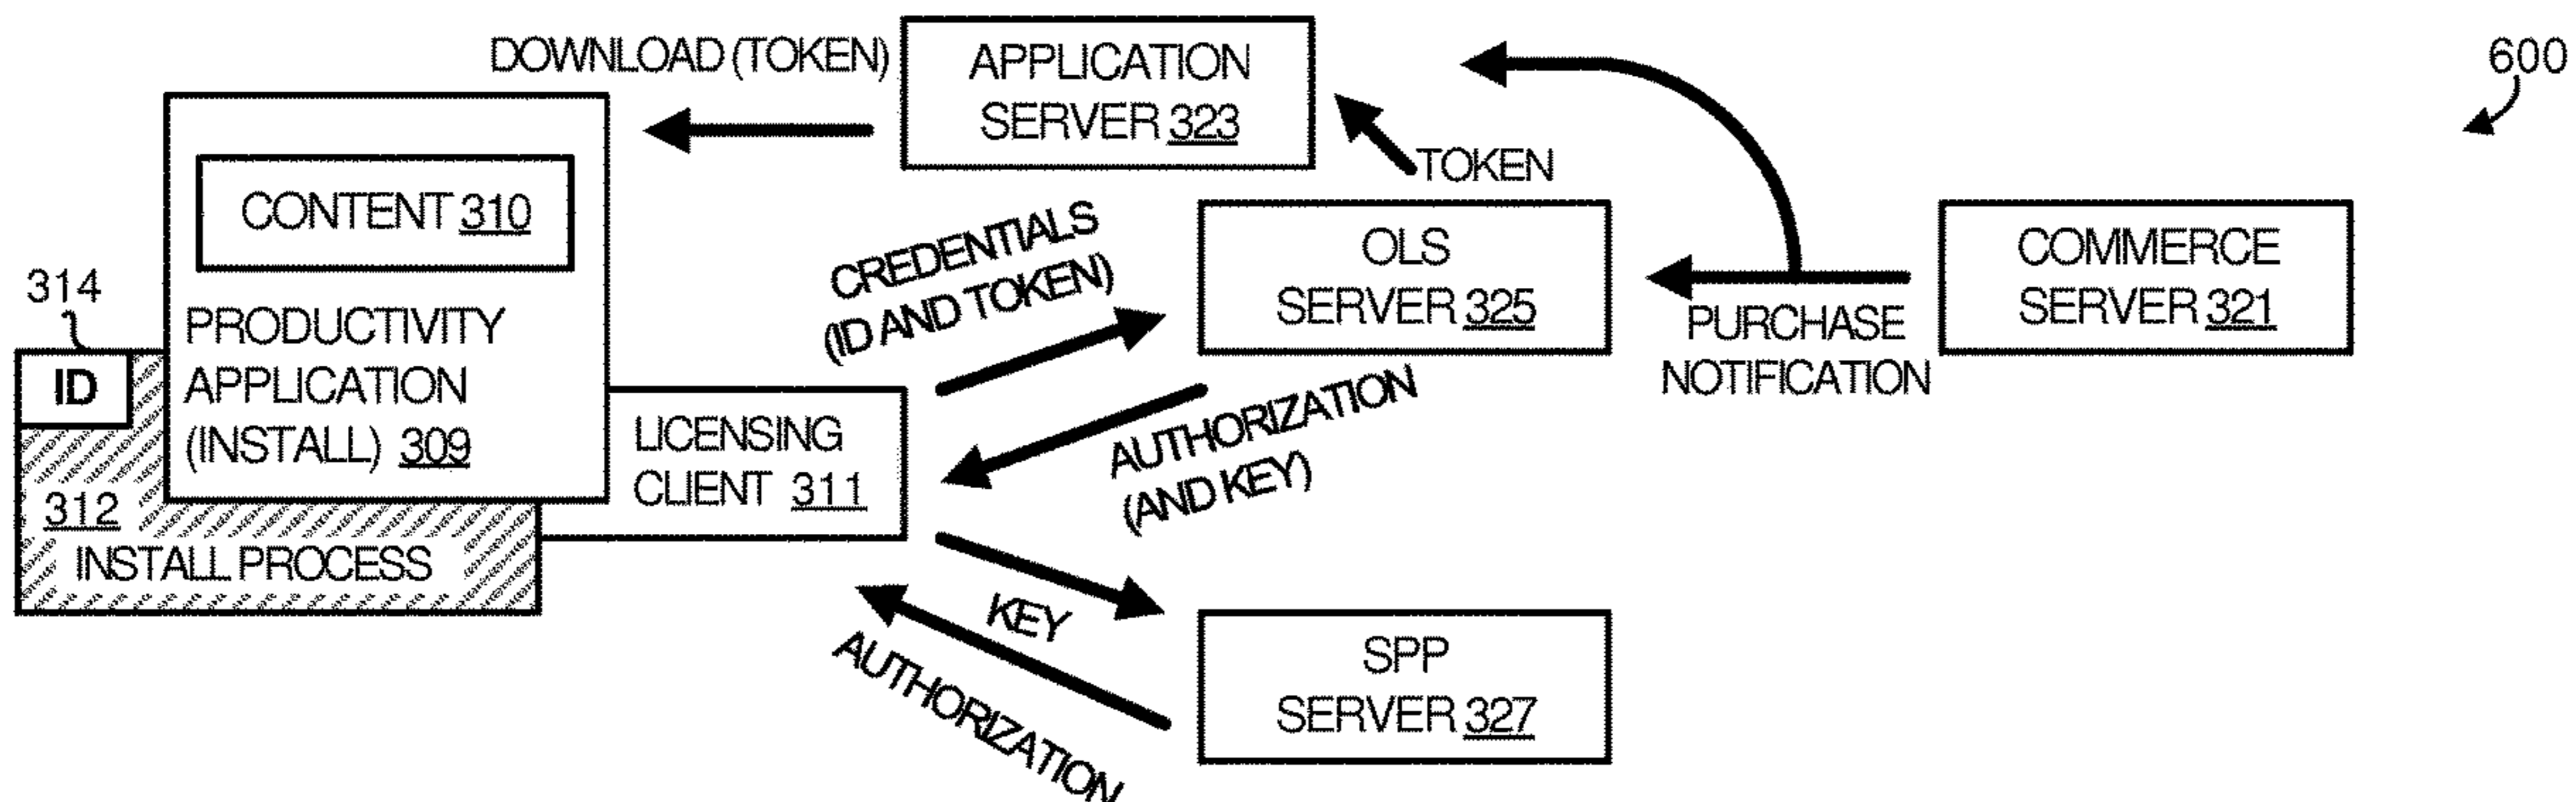 DOWNLOAD (TOKEN)
APPLICATION
SERVER 323
600
TOKEN
CONTENT 310
CREDENTIALS
(ID AND TOKEN)
OLS
SERVER 325
COMMERCE
SERVER 321
PURCHASE
NOTIFICATION
314
ID
PRODUCTIVITY
APPLICATION
(INSTALL) 309
LICENSING
CLIENT 311
AUTHORIZATION
(AND KEY)
312
INSTALL PROCESS
KEY
AUTHORIZATION
SPP
SERVER 327